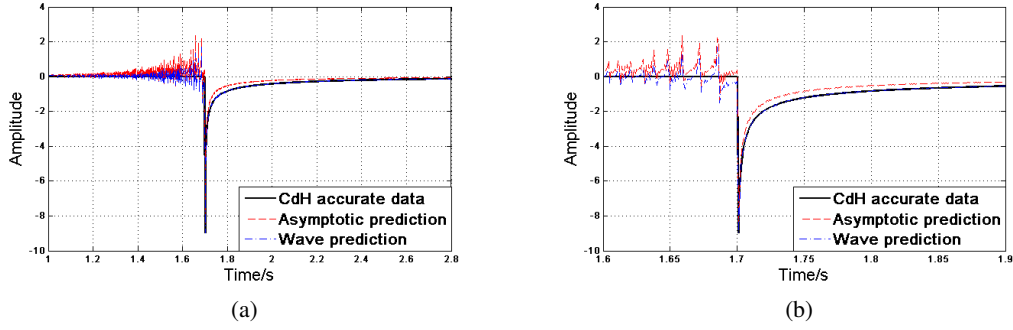 4
2
0
-2
-4
-6
-8
-10
Amplitude
1 1.2 1.4 1.6 1.8 2 2.2 2.4 2.6 2.8
Time/s
CdH accurate data
Asymptotic prediction
Wave prediction
(a)
4
2
0
-2
-4
-6
-8
-10
Amplitude
1.6 1.65 1.7 1.75 1.8 1.85 1.9
Time/s
CdH accurate data
Asymptotic prediction
Wave prediction
(b)